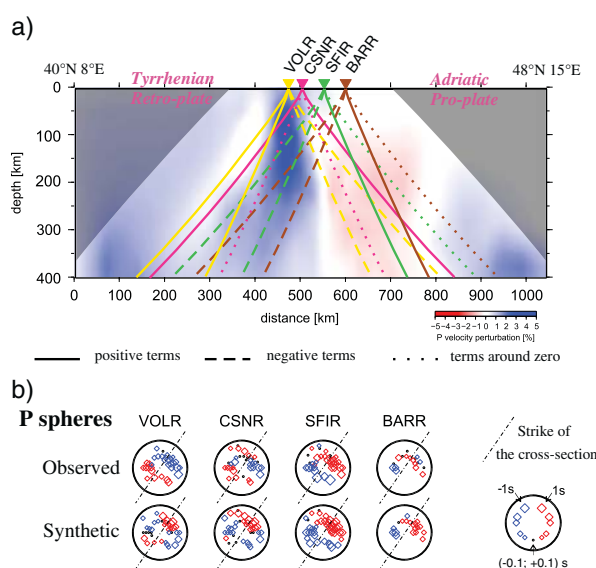 a)
VOLR
CSNR
SFIR
BARR
40°N 8°E
Tyrrhenian
Retro-plate
Adriatic
Pro-plate
48°N 15°E
depth [km]
0
100
200
300
400
0 100 200 300 400 500 600 700 800 900 1000
distance [km]
−5−4−3−2−1 0 1 2 3 4 5
P velocity perturbation [%]
positive terms
negative terms
terms around zero
b)
P spheres
VOLR CSNR SFIR BARR
Observed
Synthetic
Strike of
the cross-section
-1s 1s
(-0.1; +0.1) s